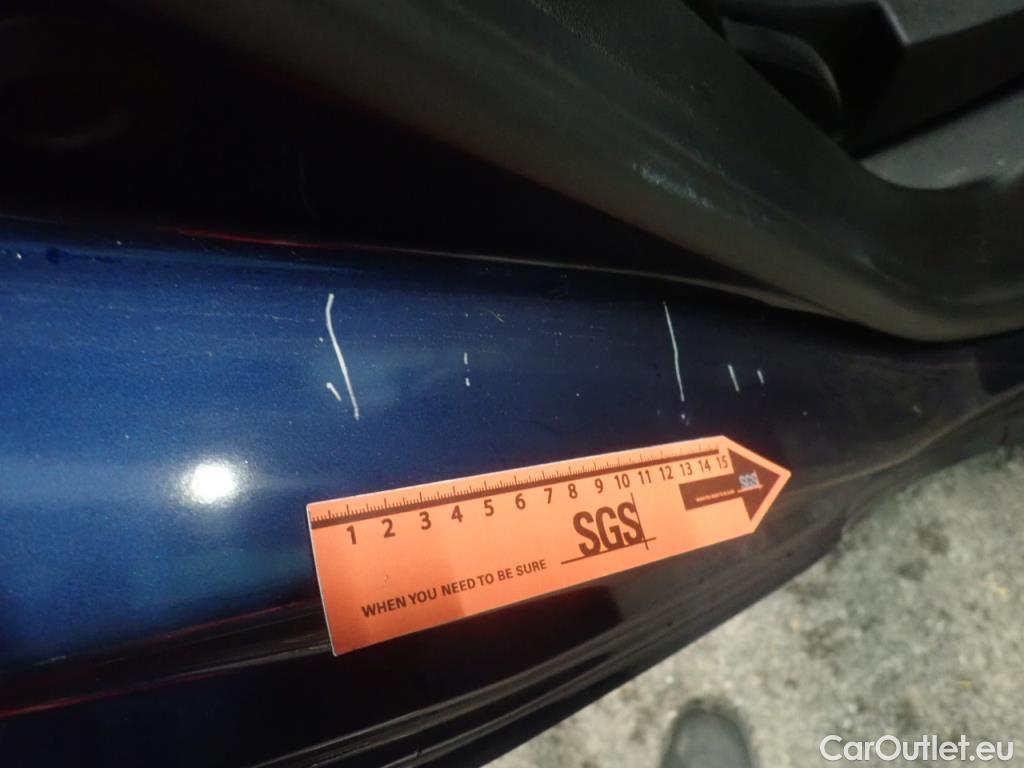 1 2 3 4 5 6 7 8 9 10 11 12 13 14 15
SGS
SGS
WHEN YOU NEED TO BE SURE
CarOutlet.eu